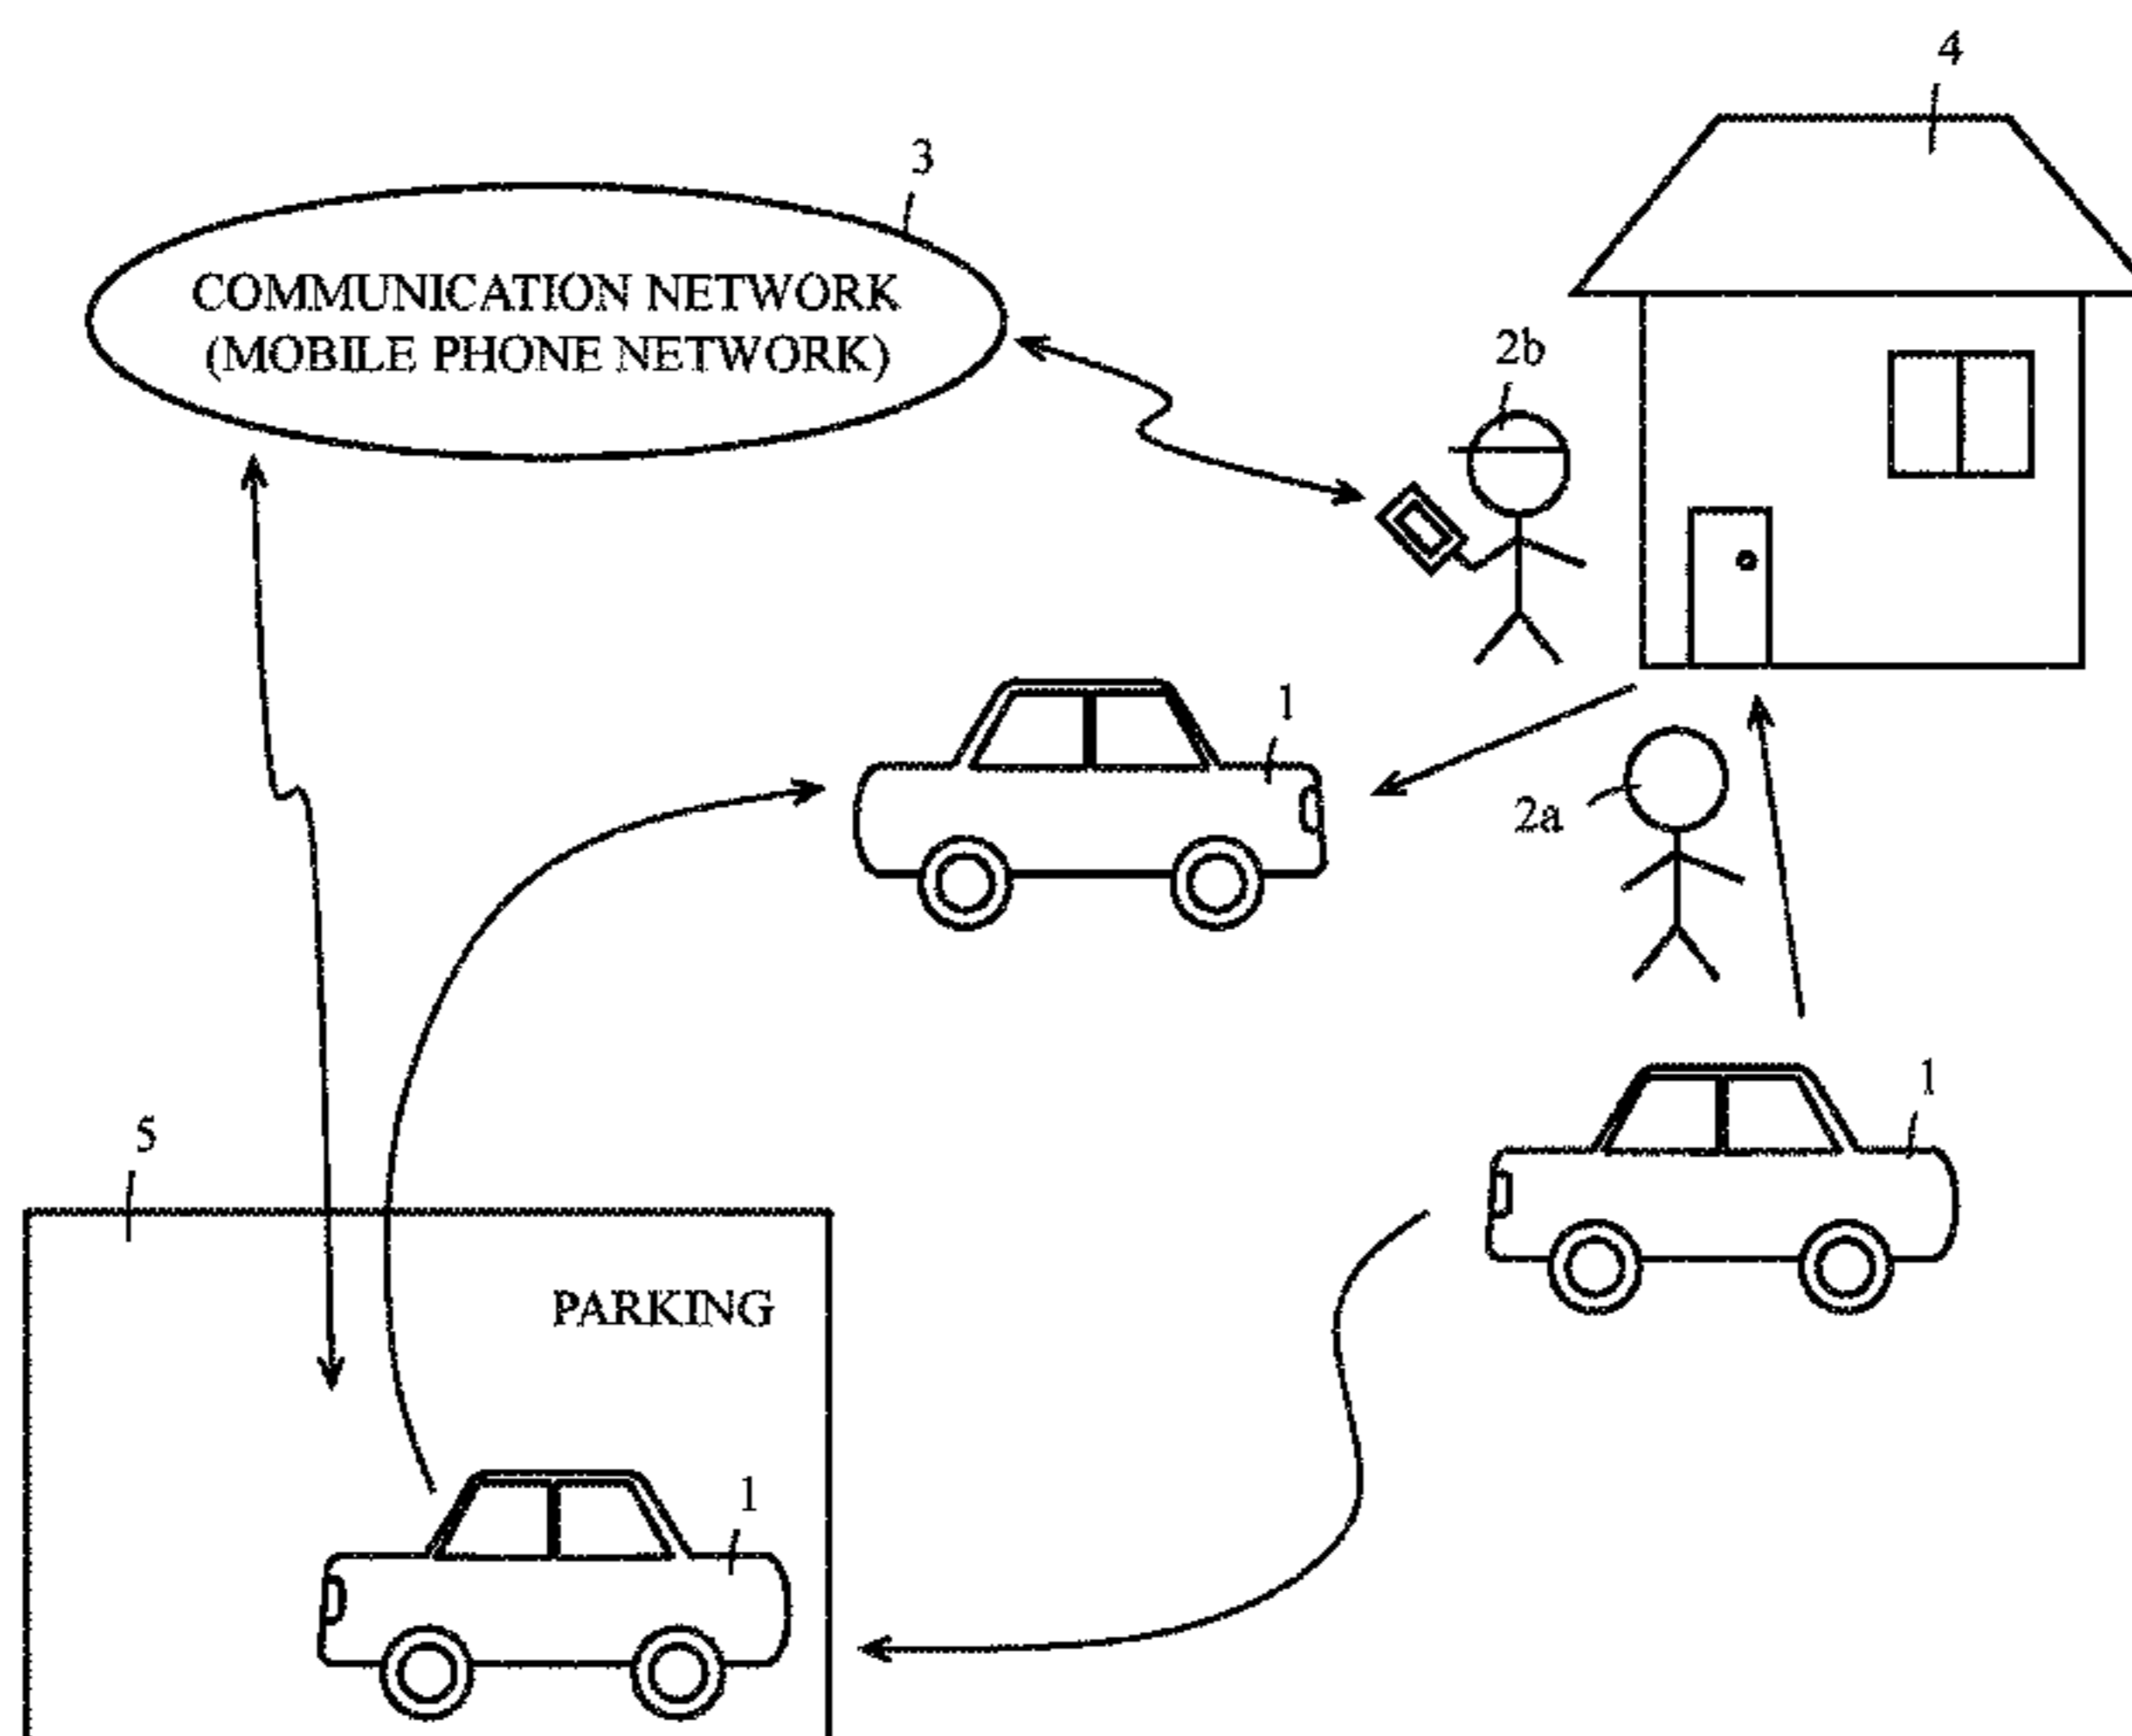 4
3
COMMUNICATION NETWORK
(MOBILE PHONE NETWORK)
2b
1
2a
1
5
PARKING
1